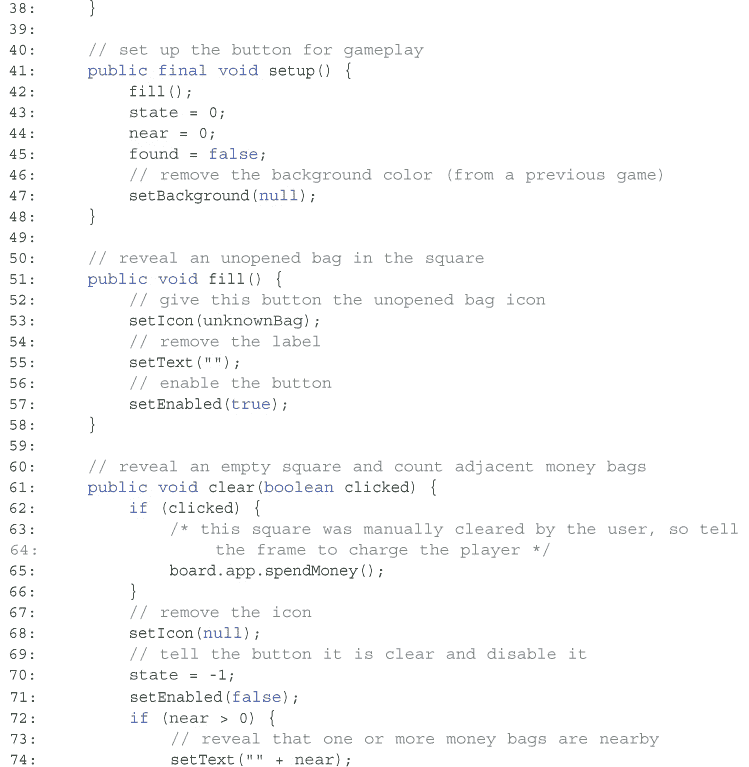 38:     }
39:
40:     // set up the button for gameplay
41:     public final void setup() {
42:         fill();
43:         state = 0;
44:         near = 0;
45:         found = false;
46:         // remove the background color (from a previous game)
47:         setBackground(null);
48:     }
49:
50:     // reveal an unopened bag in the square
51:     public void fill() {
52:         // give this button the unopened bag icon
53:         setIcon(unknownBag);
54:         // remove the label
55:         setText("");
56:         // enable the button
57:         setEnabled(true);
58:     }
59:
60:     // reveal an empty square and count adjacent money bags
61:     public void clear(boolean clicked) {
62:         if (clicked) {
63:             /* this square was manually cleared by the user, so tell
64:                 the frame to charge the player */
65:             board.app.spendMoney();
66:         }
67:         // remove the icon
68:         setIcon(null);
69:         // tell the button it is clear and disable it
70:         state = -1;
71:         setEnabled(false);
72:         if (near > 0) {
73:             // reveal that one or more money bags are nearby
74:             setText("" + near);